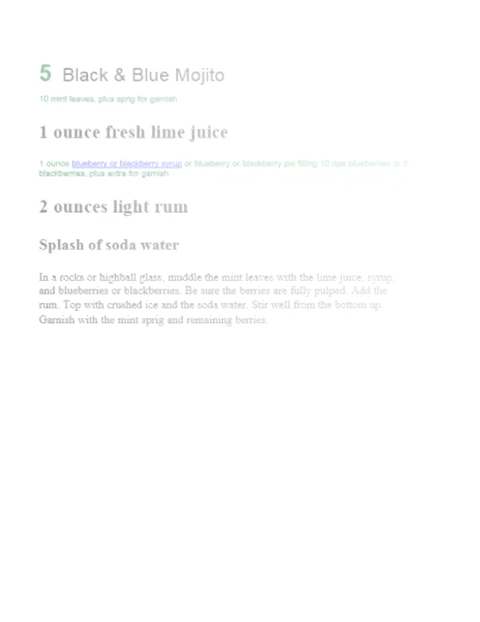 5 Black & Blue Mojito
10 mint leaves, plus sprig for garnish
1 ounce fresh lime juice
1 ounce blueberry or blackberry syrup or blueberry or blackberry pie filling 10 ripe blueberries or 5
blackberries, plus extra for garnish
2 ounces light rum
Splash of soda water
In a rocks or highball glass, muddle the mint leaves with the lime juice, syrup,
and blueberries or blackberries. Be sure the berries are fully pulped. Add the
rum. Top with crushed ice and the soda water. Stir well from the bottom up.
Garnish with the mint sprig and remaining berries.